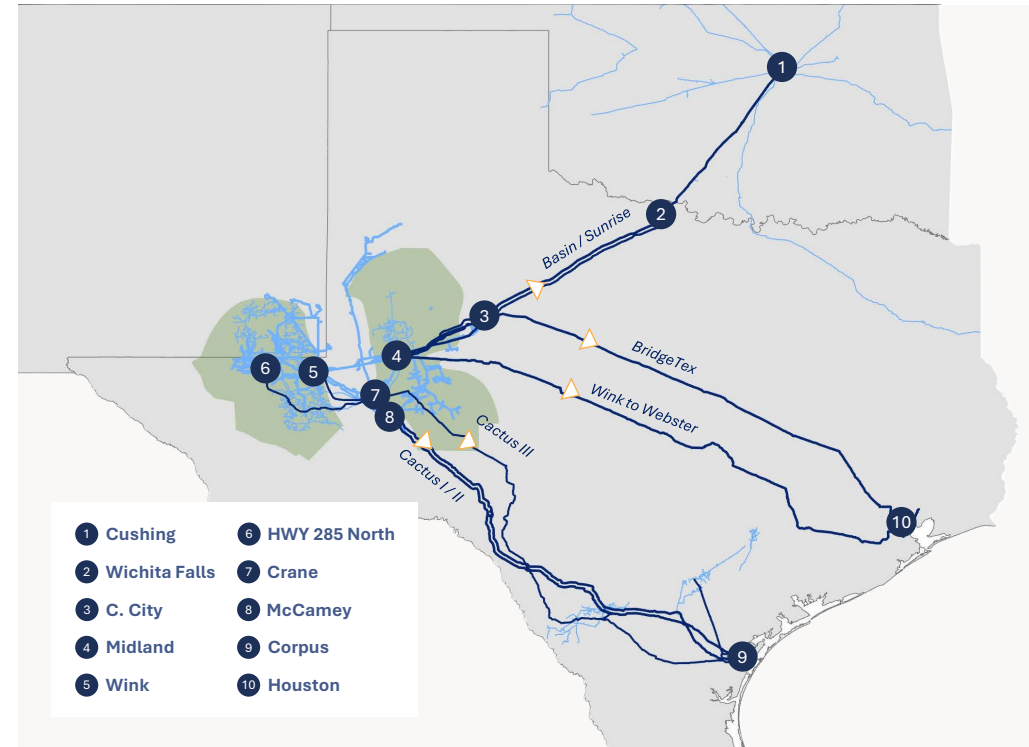 1
2
Basin / Sunrise
3
BridgeTex
4
6
5
Wink to Webster
7
8
Cactus III
Cactus I / II
10
9
1 Cushing
2 Wichita Falls
3 C. City
4 Midland
5 Wink
6 HWY 285 North
7 Crane
8 McCamey
9 Corpus
10 Houston